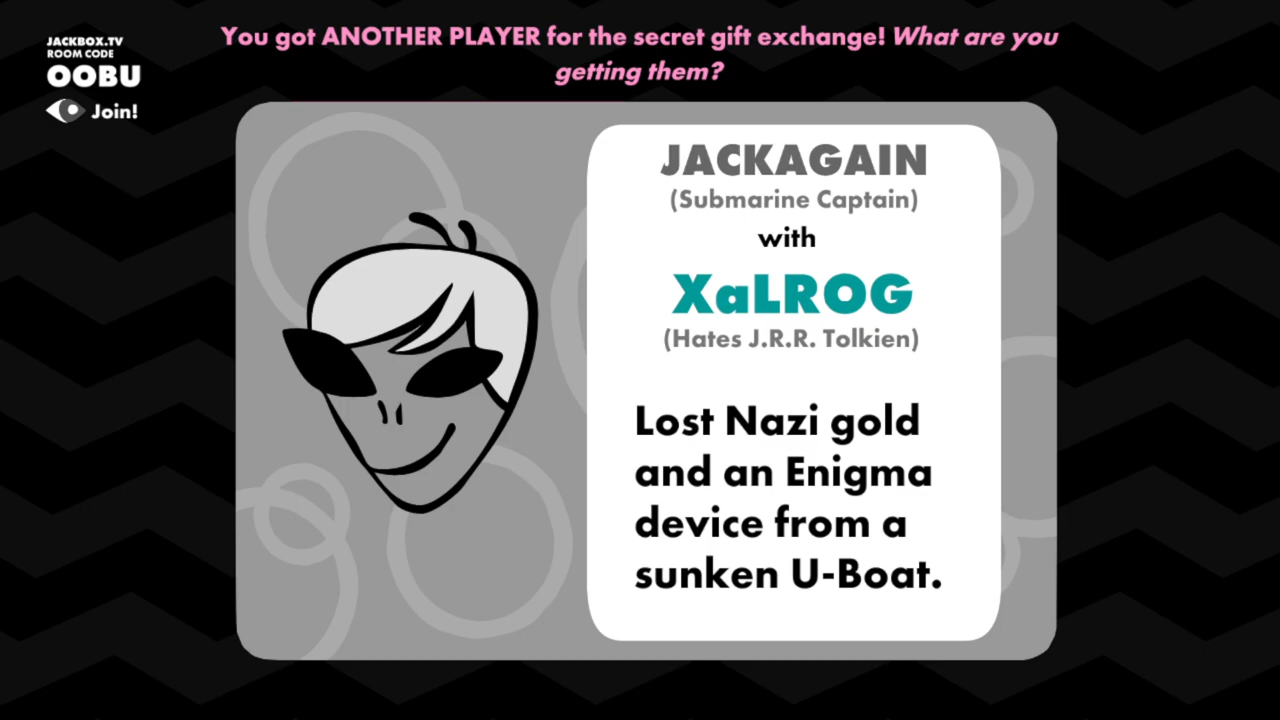 JACKBOX.TV
ROOM CODE
OOBU
Join!
You got ANOTHER PLAYER for the secret gift exchange! What are you
getting them?
JACKAGAIN
(Submarine Captain)
with
XaLROG
(Hates J.R.R. Tolkien)
Lost Nazi gold
and an Enigma
device from a
sunken U-Boat.